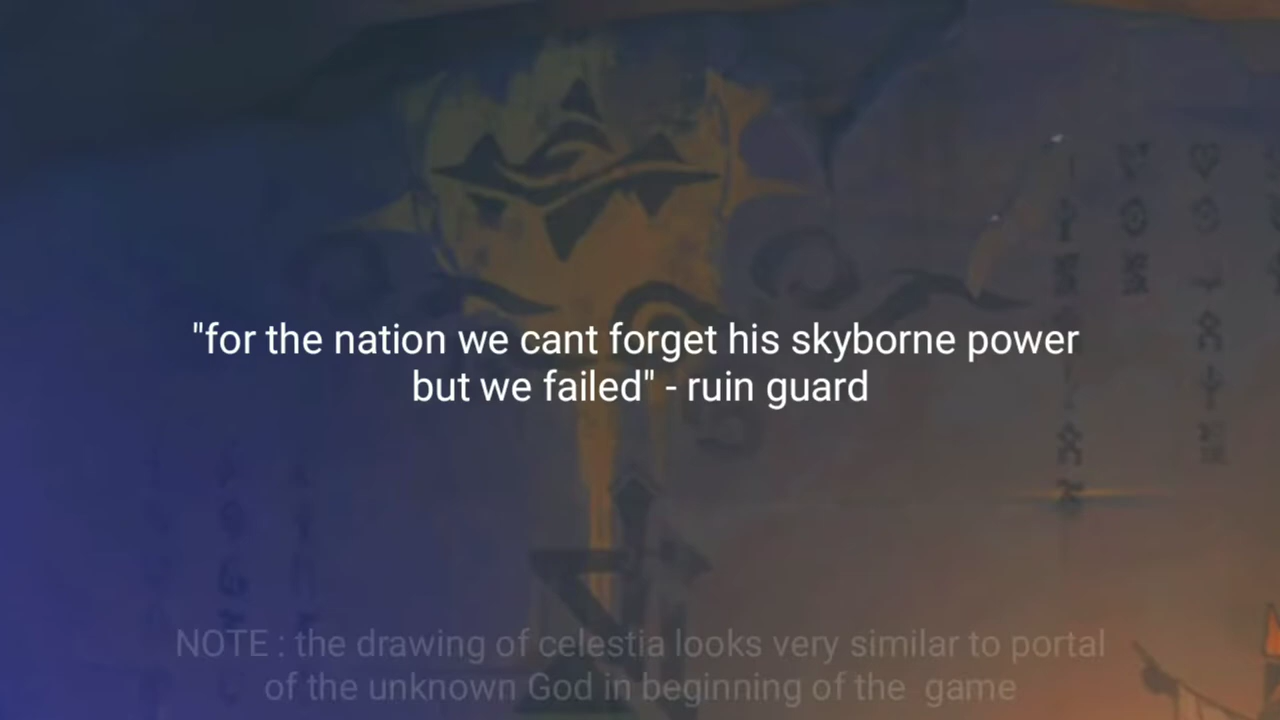 "for the nation we cant forget his skyborne power
but we failed" - ruin guard
NOTE : the drawing of celestia looks very similar to portal
of the unknown God in beginning of the  game